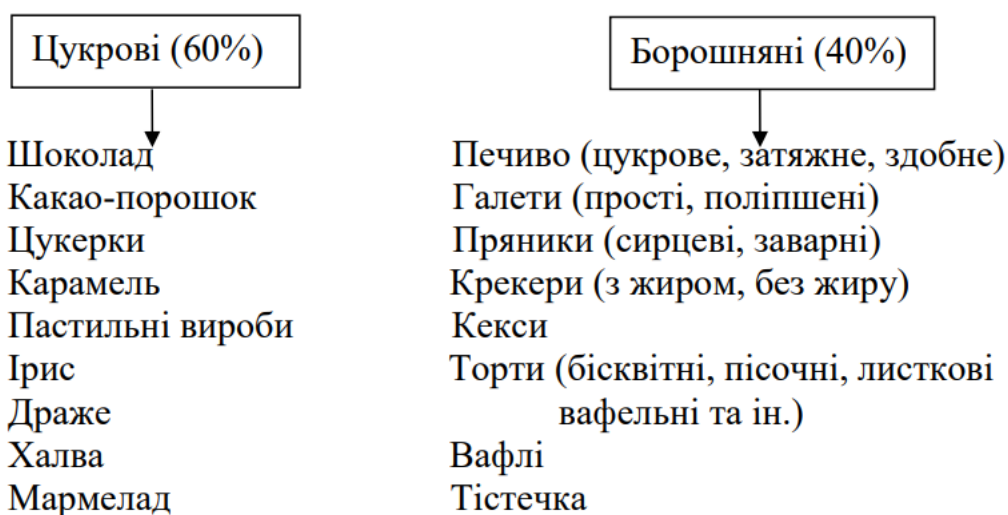 Цукрові (60%)
Борошняні (40%)
Шоколад
Какао-порошок
Цукерки
Карамель
Пастильні вироби
Ірис
Драже
Халва
Мармелад
Печиво (цукрове, затяжне, здобне)
Галети (прості, поліпшені)
Пряники (сирцеві, заварні)
Крекери (з жиром, без жиру)
Кекси
Торти (бісквітні, пісочні, листкові
вафельні та ін.)
Вафлі
Тістечка